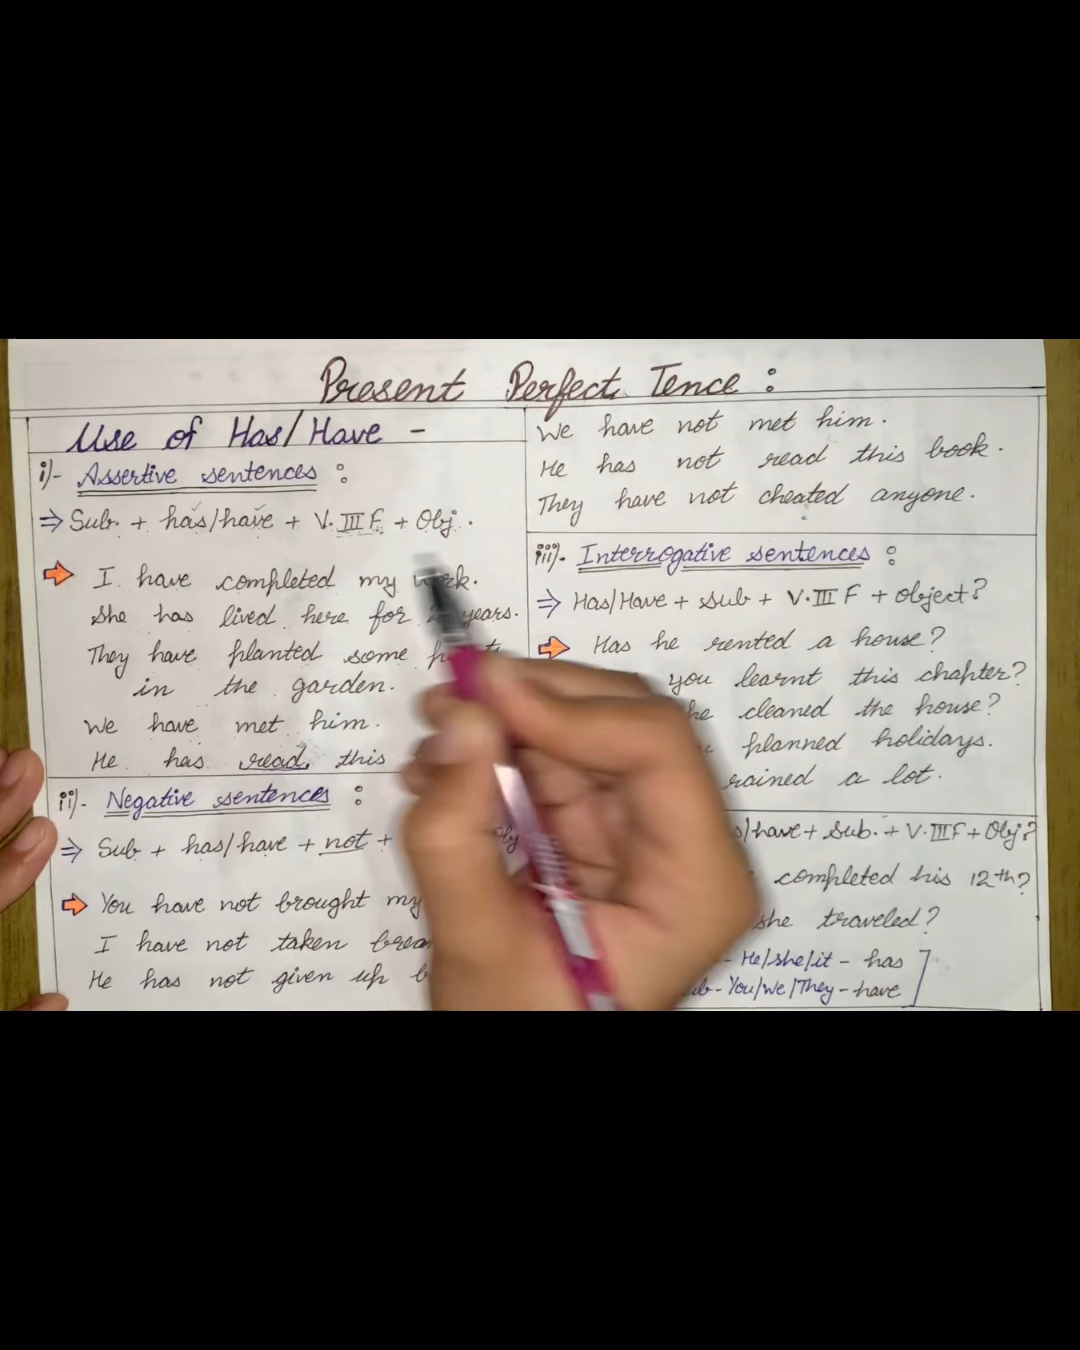 Present Perfect Tence :
Use of Has/Have -
i)- Assertive sentences :
⇒ Sub. + has/have + V.III F. + Obj.
I have completed my work.
She has lived here for years.
They have planted some
in the garden.
We have met him.
He has read this
ii)- Negative sentences :
⇒ Sub + has/have + not +
You have not brought my
I have not taken
He has not given up
We have not met him.
He has not read this book.
They have not cheated anyone.
iii)- Interrogative sentences :
⇒ Has/Have + sub + V.III F + object?
Has he rented a house?
you learnt this chapter?
cleaned the house?
planned holidays.
rained a lot.
/have + sub. + V.III F + Obj?
completed his 12th?
she traveled?
- He/she/it - has
- You/We/They - have